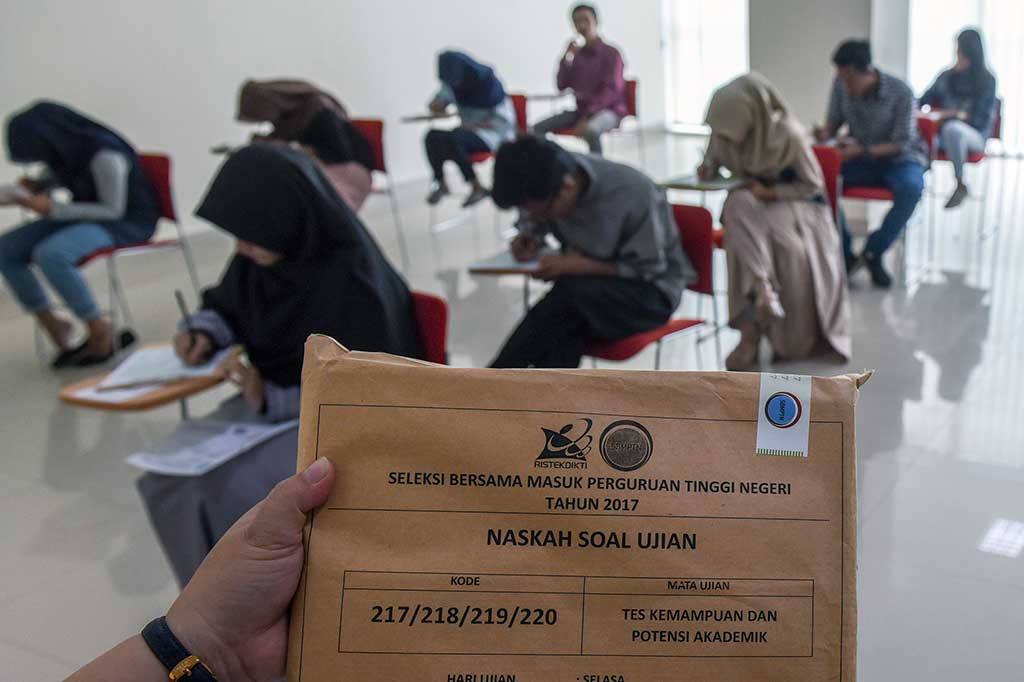 RISTEKDIKTI
SBMPTN
SBMPTN
SELEKSI BERSAMA MASUK PERGURUAN TINGGI NEGERI
TAHUN 2017
NASKAH SOAL UJIAN
KODE
MATA UJIAN
217/218/219/220
TES KEMAMPUAN DAN
POTENSI AKADEMIK
HARI UJIAN : SELASA